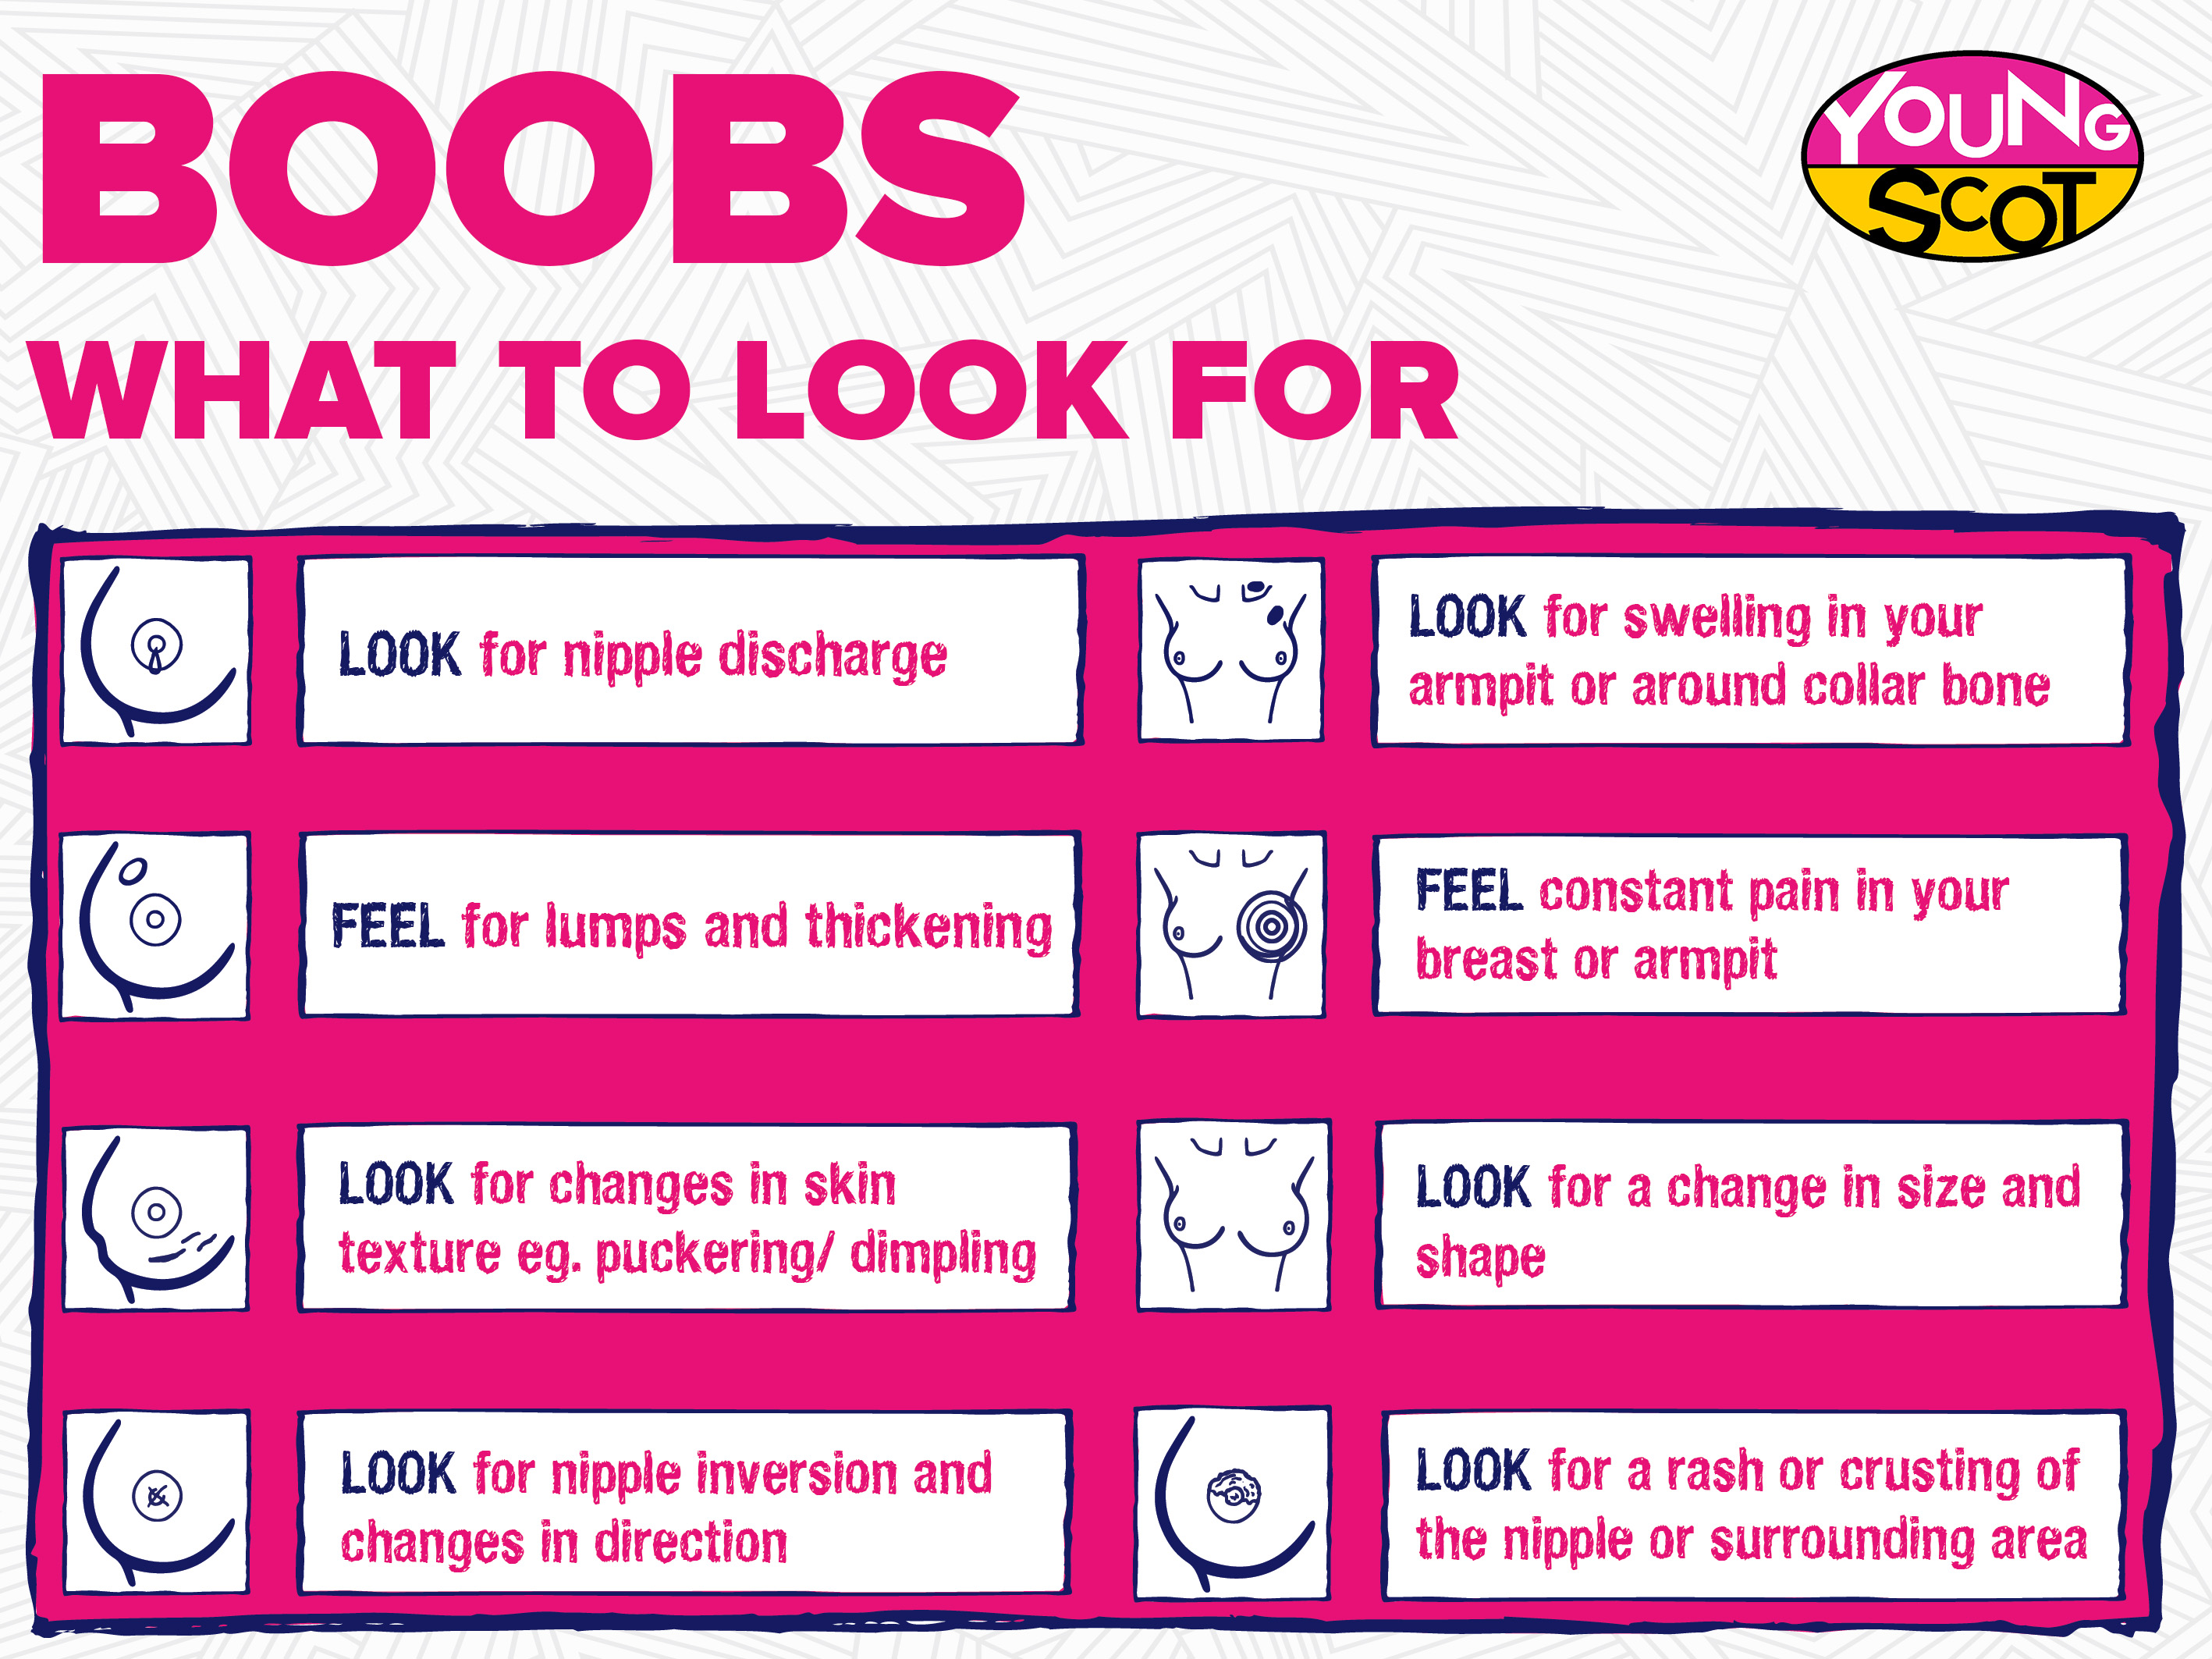 BOOBS
YOUNG
SCOT
WHAT TO LOOK FOR
LOOK for nipple discharge
LOOK for swelling in your
armpit or around collar bone
FEEL for lumps and thickening
FEEL constant pain in your
breast or armpit
LOOK for changes in skin
texture eg. puckering/ dimpling
LOOK for a change in size and
shape
LOOK for nipple inversion and
changes in direction
LOOK for a rash or crusting of
the nipple or surrounding area